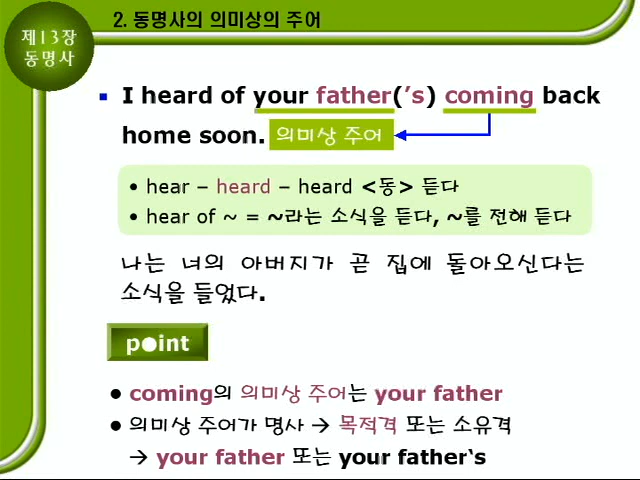 제13장
동명사
2. 동명사의 의미상의 주어
▪ I heard of your father(’s) coming back
home soon. 의미상 주어
• hear – heard – heard <동> 듣다
• hear of ~ = ~라는 소식을 듣다, ~를 전해 듣다
나는 너의 아버지가 곧 집에 돌아오신다는
소식을 들었다.
point
● coming의 의미상 주어는 your father
● 의미상 주어가 명사 → 목적격 또는 소유격
→ your father 또는 your father‘s